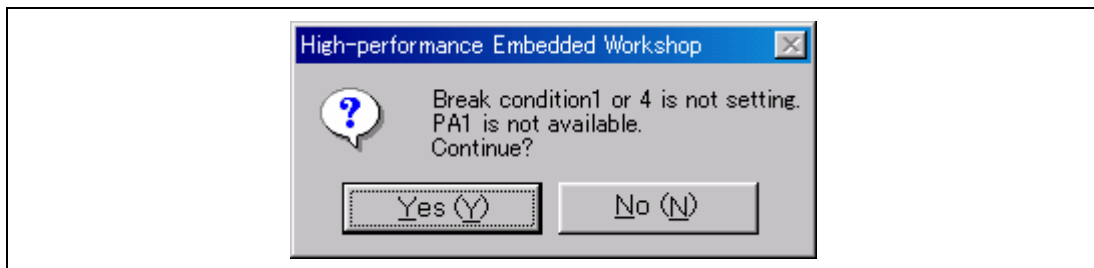 High-performance Embedded Workshop
?
Break condition1 or 4 is not setting.
PA1 is not available.
Continue?
Yes (Y)
No (N)